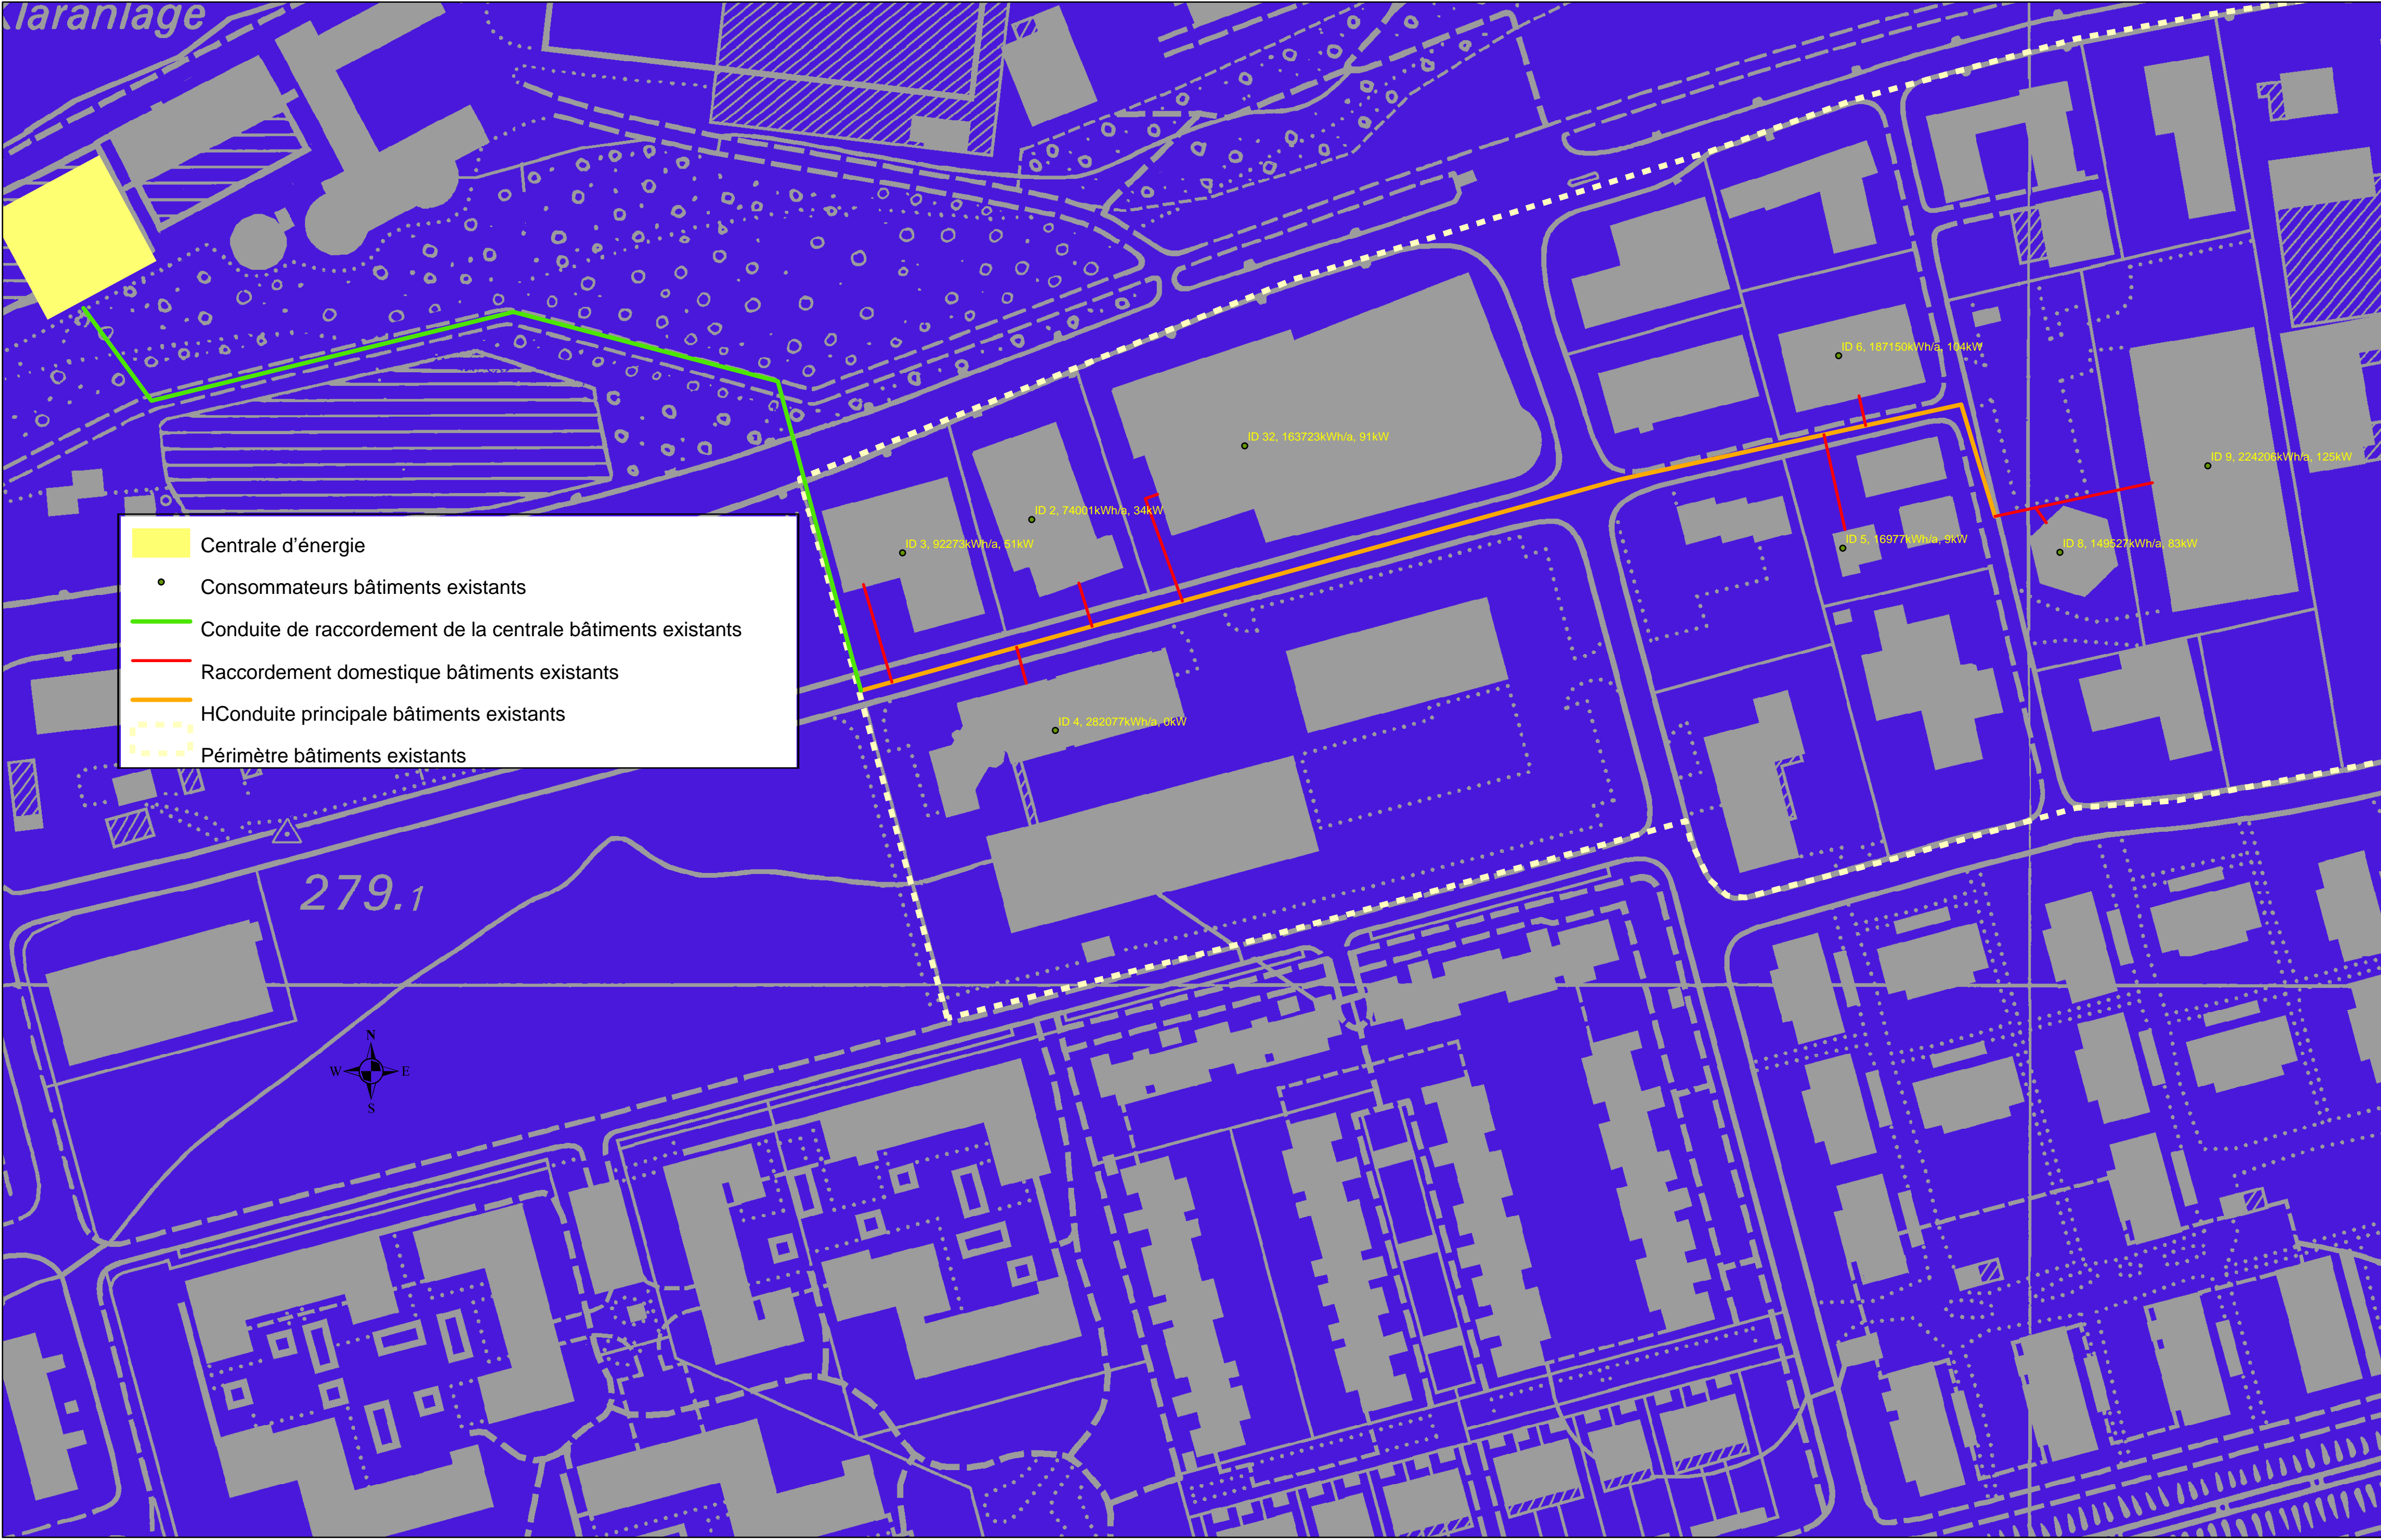 laranlage
ID 6, 187150kWh/a, 104kW
ID 32, 163723kWh/a, 91kW
ID 9, 224206kWh/a, 125kW
ID 2, 74001kWh/a, 34kW
ID 3, 92273kWh/a, 51kW
ID 5, 16977kWh/a, 9kW
ID 8, 149527kWh/a, 83kW
Centrale d'énergie
Consommateurs bâtiments existants
Conduite de raccordement de la centrale bâtiments existants
Raccordement domestique bâtiments existants
HConduite principale bâtiments existants
Périmètre bâtiments existants
ID 4, 282077kWh/a, 0kW
279.1
N
W E
S